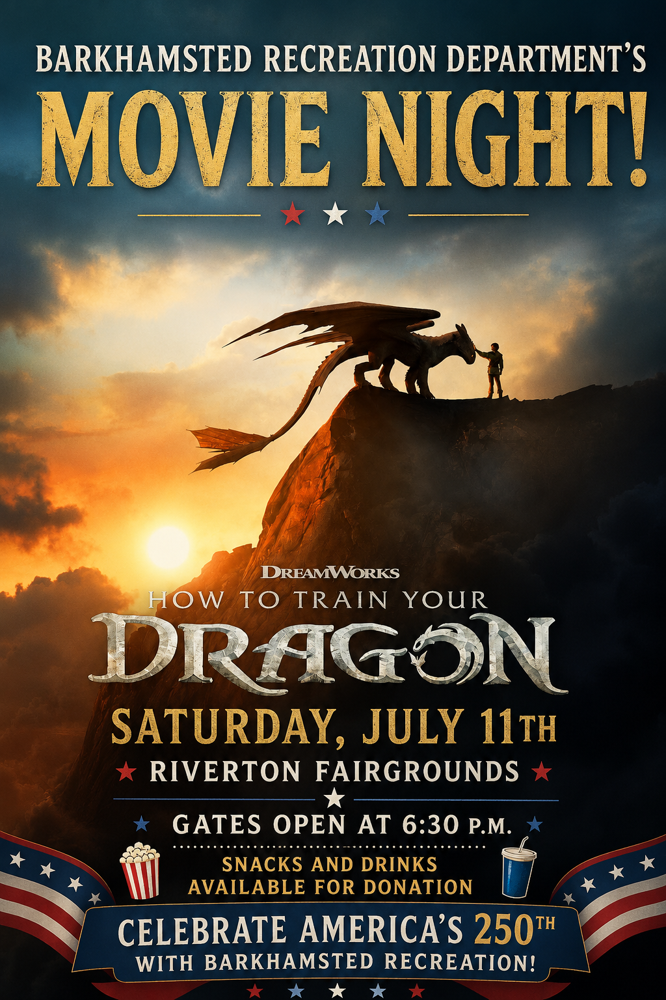 BARKHAMSTED RECREATION DEPARTMENT'S
MOVIE NIGHT!
DREAMWORKS
HOW TO TRAIN YOUR
DRAGON
SATURDAY, JULY 11TH
RIVERTON FAIRGROUNDS
GATES OPEN AT 6:30 P.M.
SNACKS AND DRINKS
AVAILABLE FOR DONATION
CELEBRATE AMERICA'S 250TH
WITH BARKHAMSTED RECREATION!